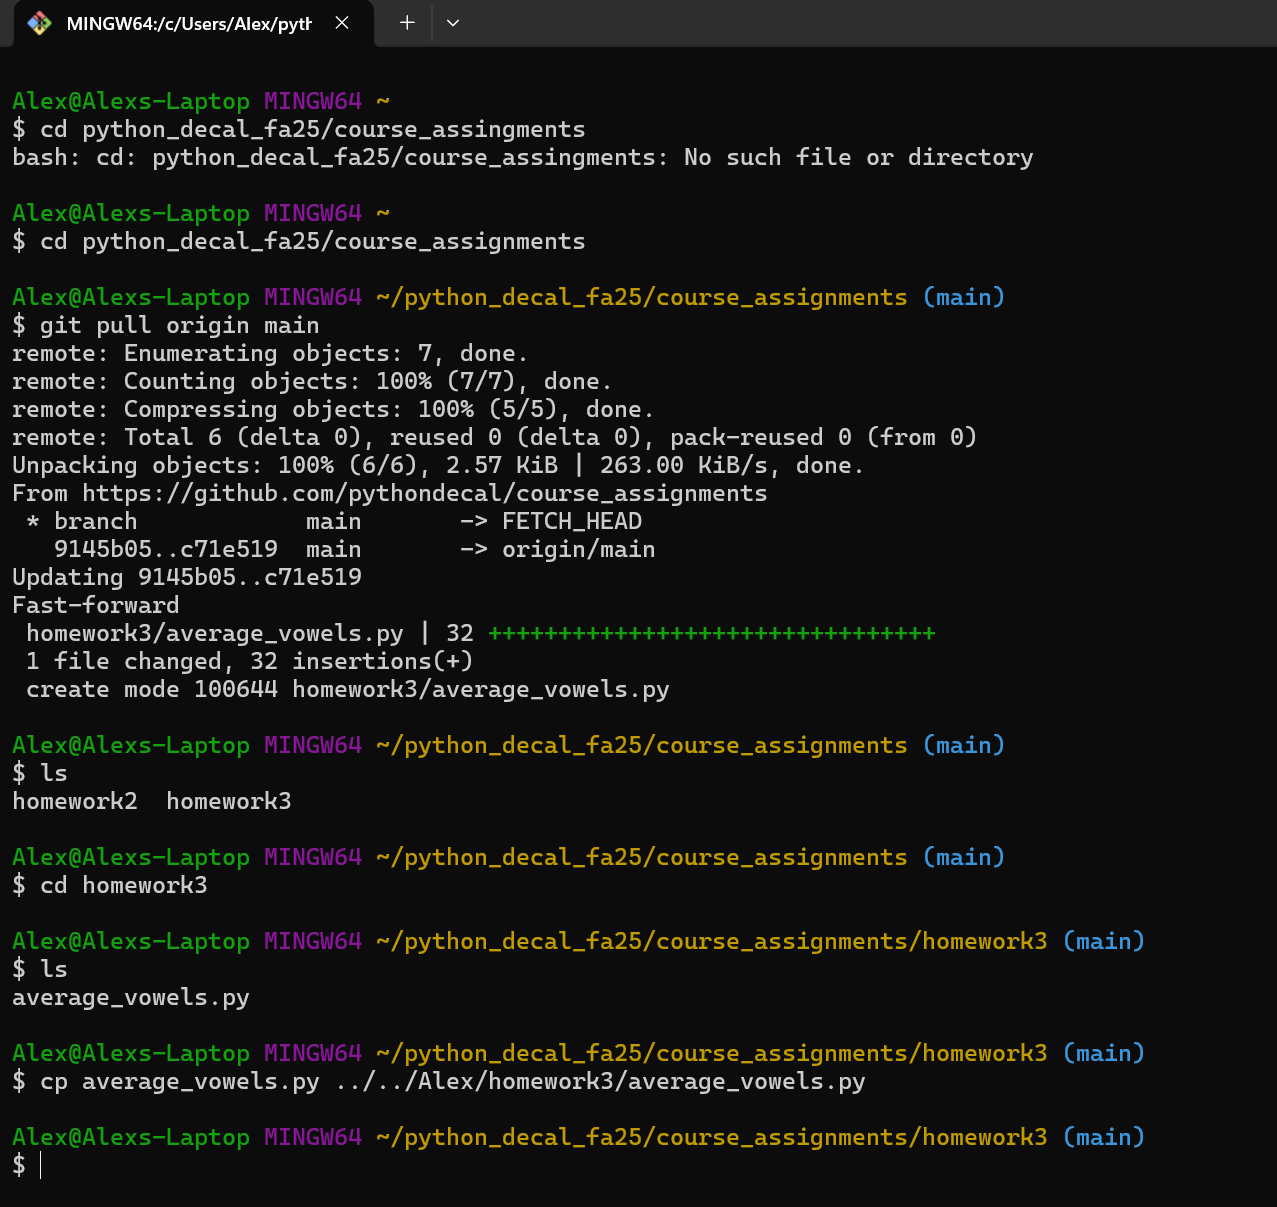 MINGW64:/c/Users/Alex/pyth
Alex@Alexs-Laptop MINGW64 ~
$ cd python_decal_fa25/course_assingments
bash: cd: python_decal_fa25/course_assingments: No such file or directory
Alex@Alexs-Laptop MINGW64 ~
$ cd python_decal_fa25/course_assignments
Alex@Alexs-Laptop MINGW64 ~/python_decal_fa25/course_assignments (main)
$ git pull origin main
remote: Enumerating objects: 7, done.
remote: Counting objects: 100% (7/7), done.
remote: Compressing objects: 100% (5/5), done.
remote: Total 6 (delta 0), reused 0 (delta 0), pack-reused 0 (from 0)
Unpacking objects: 100% (6/6), 2.57 KiB | 263.00 KiB/s, done.
From https://github.com/pythondecal/course_assignments
 * branch            main       -> FETCH_HEAD
   9145b05..c71e519  main       -> origin/main
Updating 9145b05..c71e519
Fast-forward
 homework3/average_vowels.py | 32 ++++++++++++++++++++++++++++++++
 1 file changed, 32 insertions(+)
 create mode 100644 homework3/average_vowels.py
Alex@Alexs-Laptop MINGW64 ~/python_decal_fa25/course_assignments (main)
$ ls
homework2  homework3
Alex@Alexs-Laptop MINGW64 ~/python_decal_fa25/course_assignments (main)
$ cd homework3
Alex@Alexs-Laptop MINGW64 ~/python_decal_fa25/course_assignments/homework3 (main)
$ ls
average_vowels.py
Alex@Alexs-Laptop MINGW64 ~/python_decal_fa25/course_assignments/homework3 (main)
$ cp average_vowels.py ../../Alex/homework3/average_vowels.py
Alex@Alexs-Laptop MINGW64 ~/python_decal_fa25/course_assignments/homework3 (main)
$